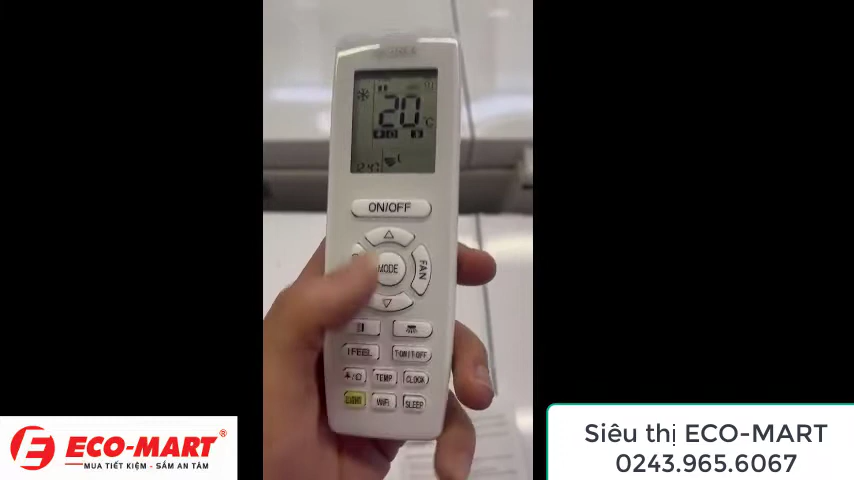 20°C
ON/OFF
MODE
FAN
I FEEL
T-ON/T-OFF
TEMP
CLOCK
LIGHT
WiFi
SLEEP
ECO-MART®
MUA TIẾT KIỆM - SẮM AN TÂM
Siêu thị ECO-MART
0243.965.6067